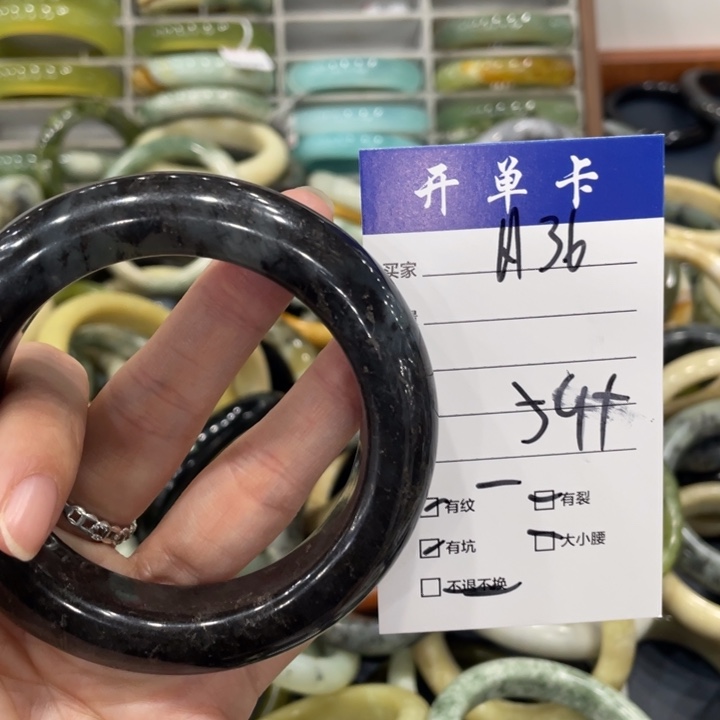 开单卡
买家 A36
54+
有纹 有裂
有坑 大小腰
不退不换